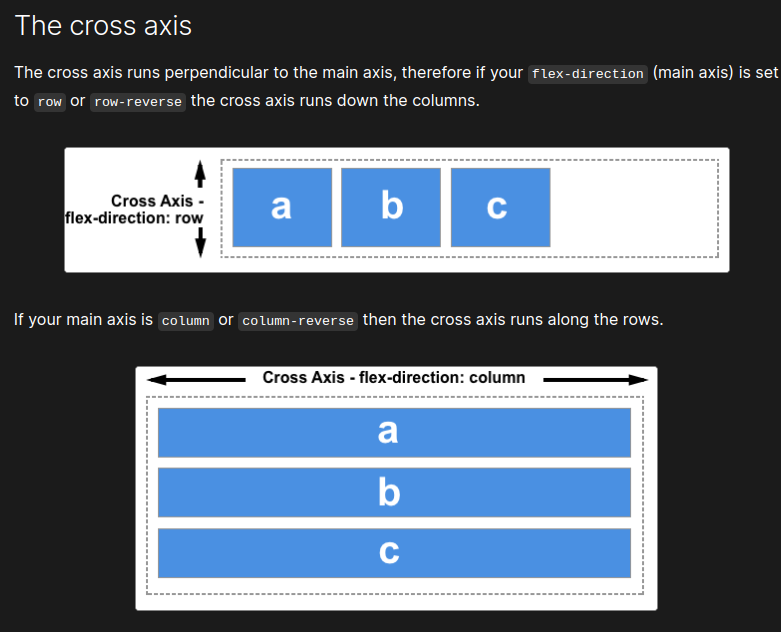 The cross axis
The cross axis runs perpendicular to the main axis, therefore if your flex-direction (main axis) is set
to row or row-reverse the cross axis runs down the columns.
Cross Axis -
flex-direction: row
a b c
If your main axis is column or column-reverse then the cross axis runs along the rows.
Cross Axis - flex-direction: column
a
b
c